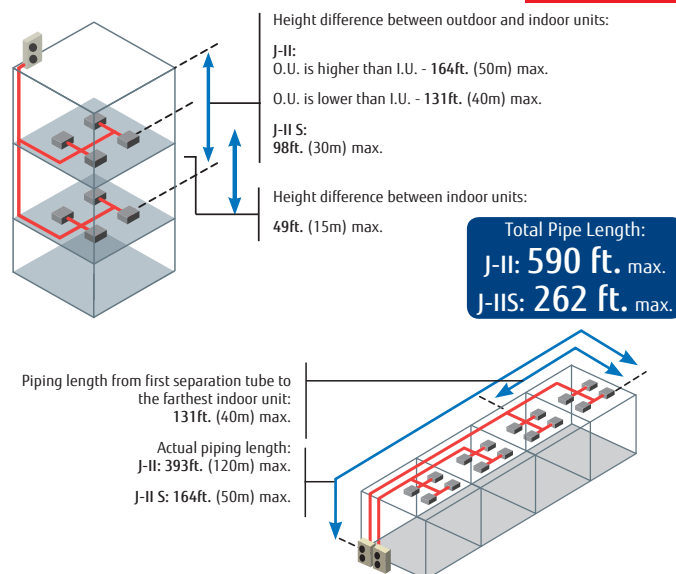 Height difference between outdoor and indoor units:
J-II:
O.U. is higher than I.U. - 164ft. (50m) max.
O.U. is lower than I.U. - 131ft. (40m) max.
J-II S:
98ft. (30m) max.
Height difference between indoor units:
49ft. (15m) max.
Total Pipe Length:
J-II: 590 ft. max.
J-IIS: 262 ft. max.
Piping length from first separation tube to
the farthest indoor unit:
131ft. (40m) max.
Actual piping length:
J-II: 393ft. (120m) max.
J-II S: 164ft. (50m) max.